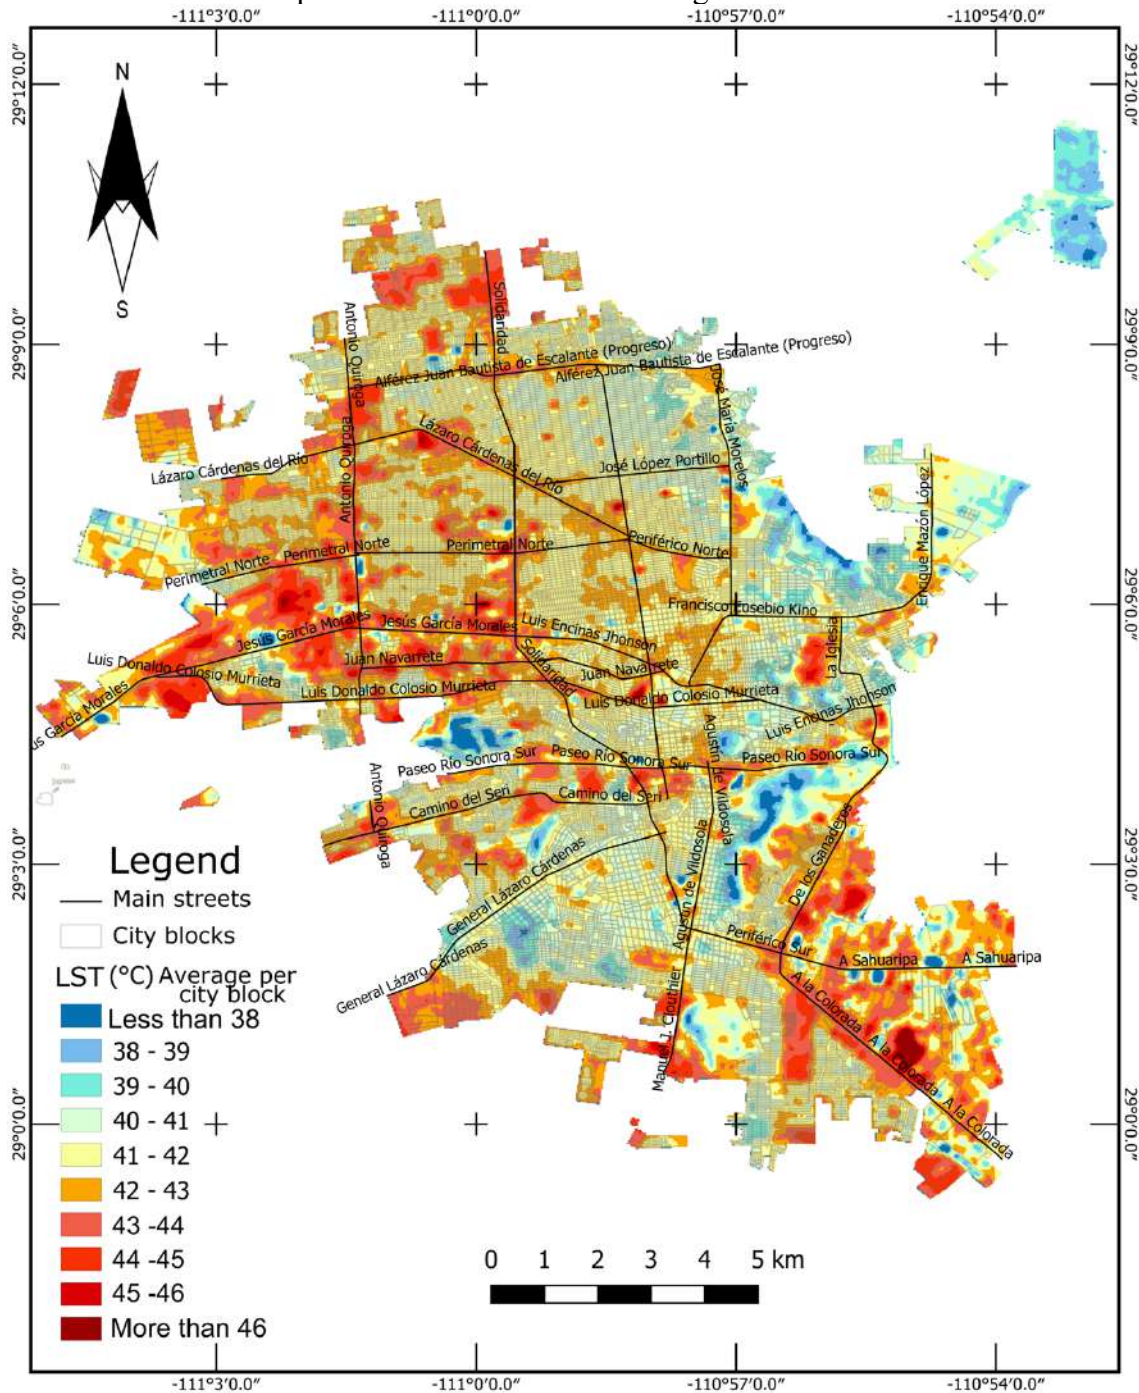 -111°3'0.0"
-111°0'0.0"
-110°57'0.0"
-110°54'0.0"
29°12'0.0"
29°12'0.0"
N
S
Solidaridad
Antonio Quiroga
29°9'0.0"
29°9'0.0"
Alférez Juan Bautista de Escalante (Progreso)
Alférez Juan Bautista de Escalante (Progreso)
José María Morelos
Lázaro Cárdenas del Río
Lázaro Cárdenas del Río
Antonio Quiroga
José López Portillo
Enrique Mazón López
Perimetral Norte
Perimetral Norte
Perimetral Norte
Periférico Norte
29°6'0.0"
29°6'0.0"
Francisco Eusebio Kino
Jesús García Morales
Jesús García Morales
Luis Encinas Jhonson
La Iglesia
Luis Donaldo Colosio Murrieta
Juan Navarrete
Solidaridad
Juan Navarrete
Luis Donaldo Colosio Murrieta
Luis Donaldo Colosio Murrieta
Luis Encinas Jhonson
us García Morales
Agustín de Vildosola
Paseo Río Sonora Sur
Paseo Río Sonora Sur
Paseo Río Sonora Sur
Antonio Quiroga
Camino del Seri
Camino del Seri
De los Ganaderos
29°3'0.0"
29°3'0.0"
General Lázaro Cárdenas
Agustín de Vildosola
General Lázaro Cárdenas
Periférico Sur
A Sahuaripa
A Sahuaripa
Manuel J. Clouthier
A la Colorada
A la Colorada
A la Colorada
29°0'0.0"
29°0'0.0"
Legend
Main streets
City blocks
LST (°C) Average per
city block
Less than 38
38 - 39
39 - 40
40 - 41
41 - 42
42 - 43
43 -44
44 -45
45 -46
More than 46
0 1 2 3 4 5 km
-111°3'0.0"
-111°0'0.0"
-110°57'0.0"
-110°54'0.0"